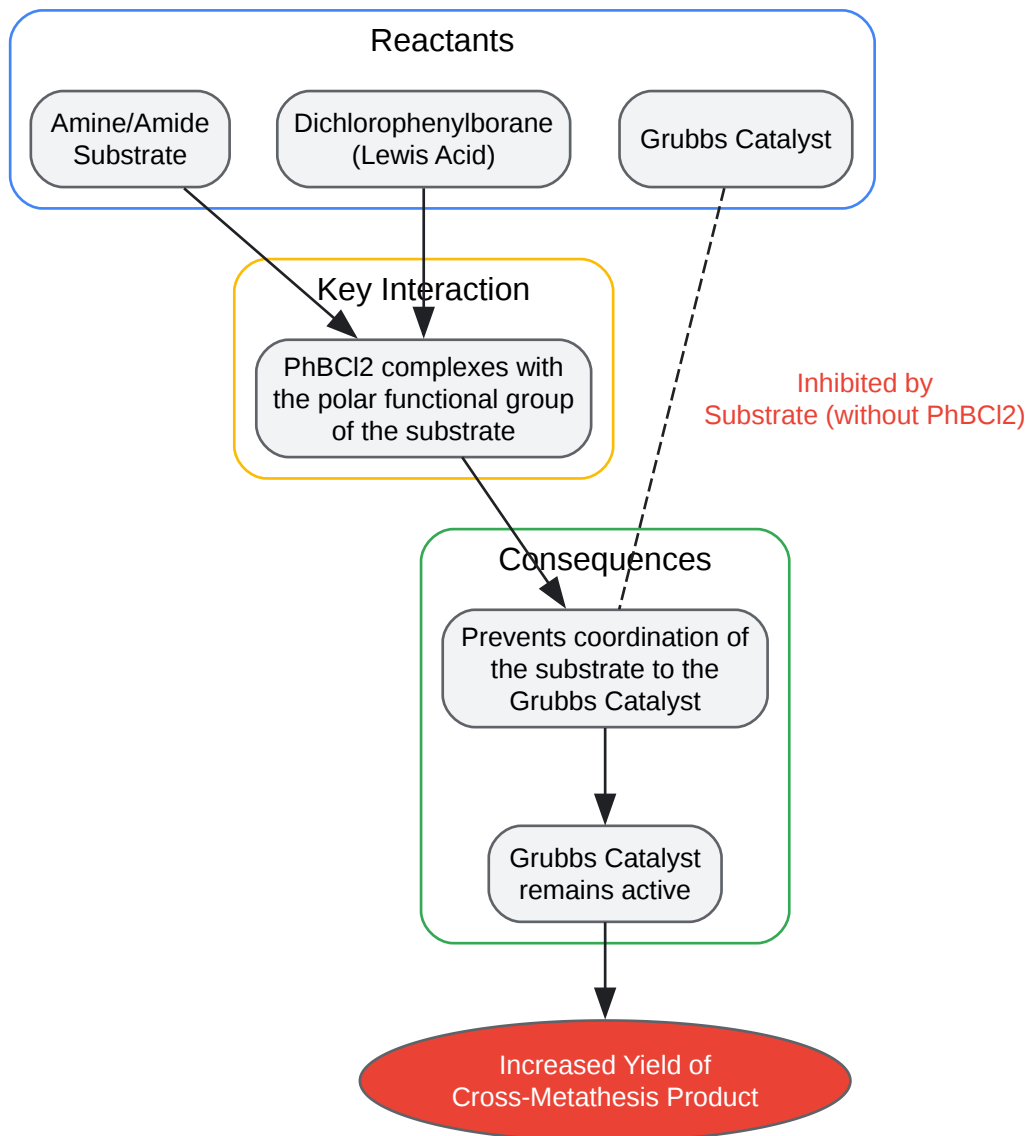 Reactants
Amine/Amide
Substrate
Dichlorophenylborane
(Lewis Acid)
Grubbs Catalyst
Key Interaction
PhBCl2 complexes with
the polar functional group
of the substrate
Inhibited by
Substrate (without PhBCl2)
Consequences
Prevents coordination of
the substrate to the
Grubbs Catalyst
Grubbs Catalyst
remains active
Increased Yield of
Cross-Metathesis Product